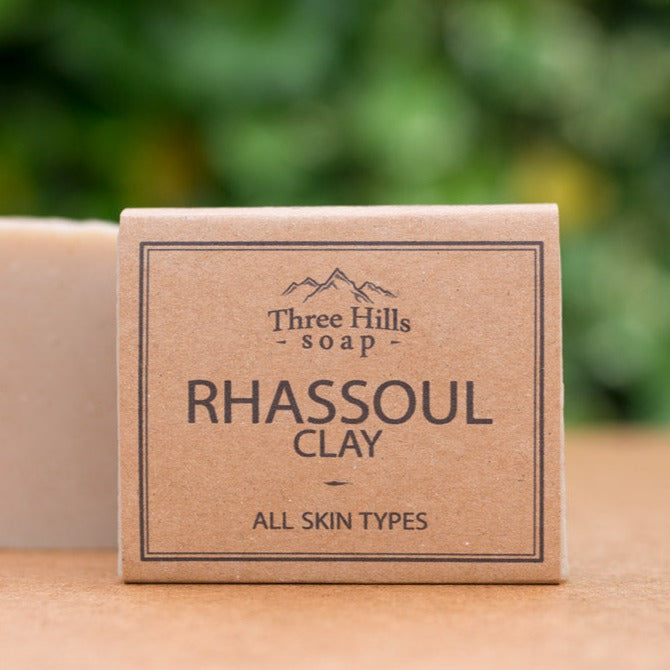 Three Hills
- soap -
RHASSOUL
CLAY
ALL SKIN TYPES